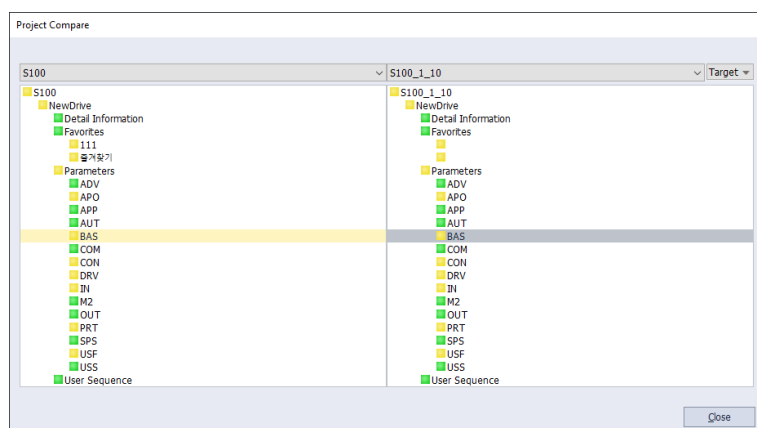 Project Compare
S100
S100_1_10
Target
S100
NewDrive
Detail Information
Favorites
111
즐겨찾기
Parameters
ADV
APO
APP
AUT
BAS
COM
CON
DRV
IN
M2
OUT
PRT
SPS
USF
USS
User Sequence
S100_1_10
NewDrive
Detail Information
Favorites
Parameters
ADV
APO
APP
AUT
BAS
COM
CON
DRV
IN
M2
OUT
PRT
SPS
USF
USS
User Sequence
Close